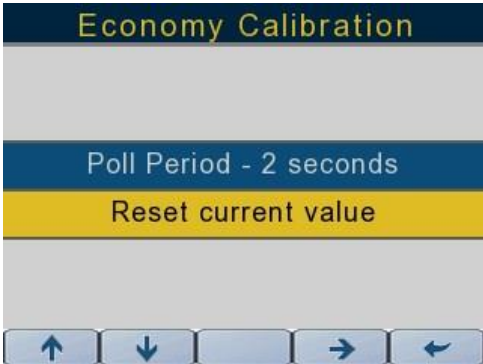 Economy Calibration
Poll Period - 2 seconds
Reset current value